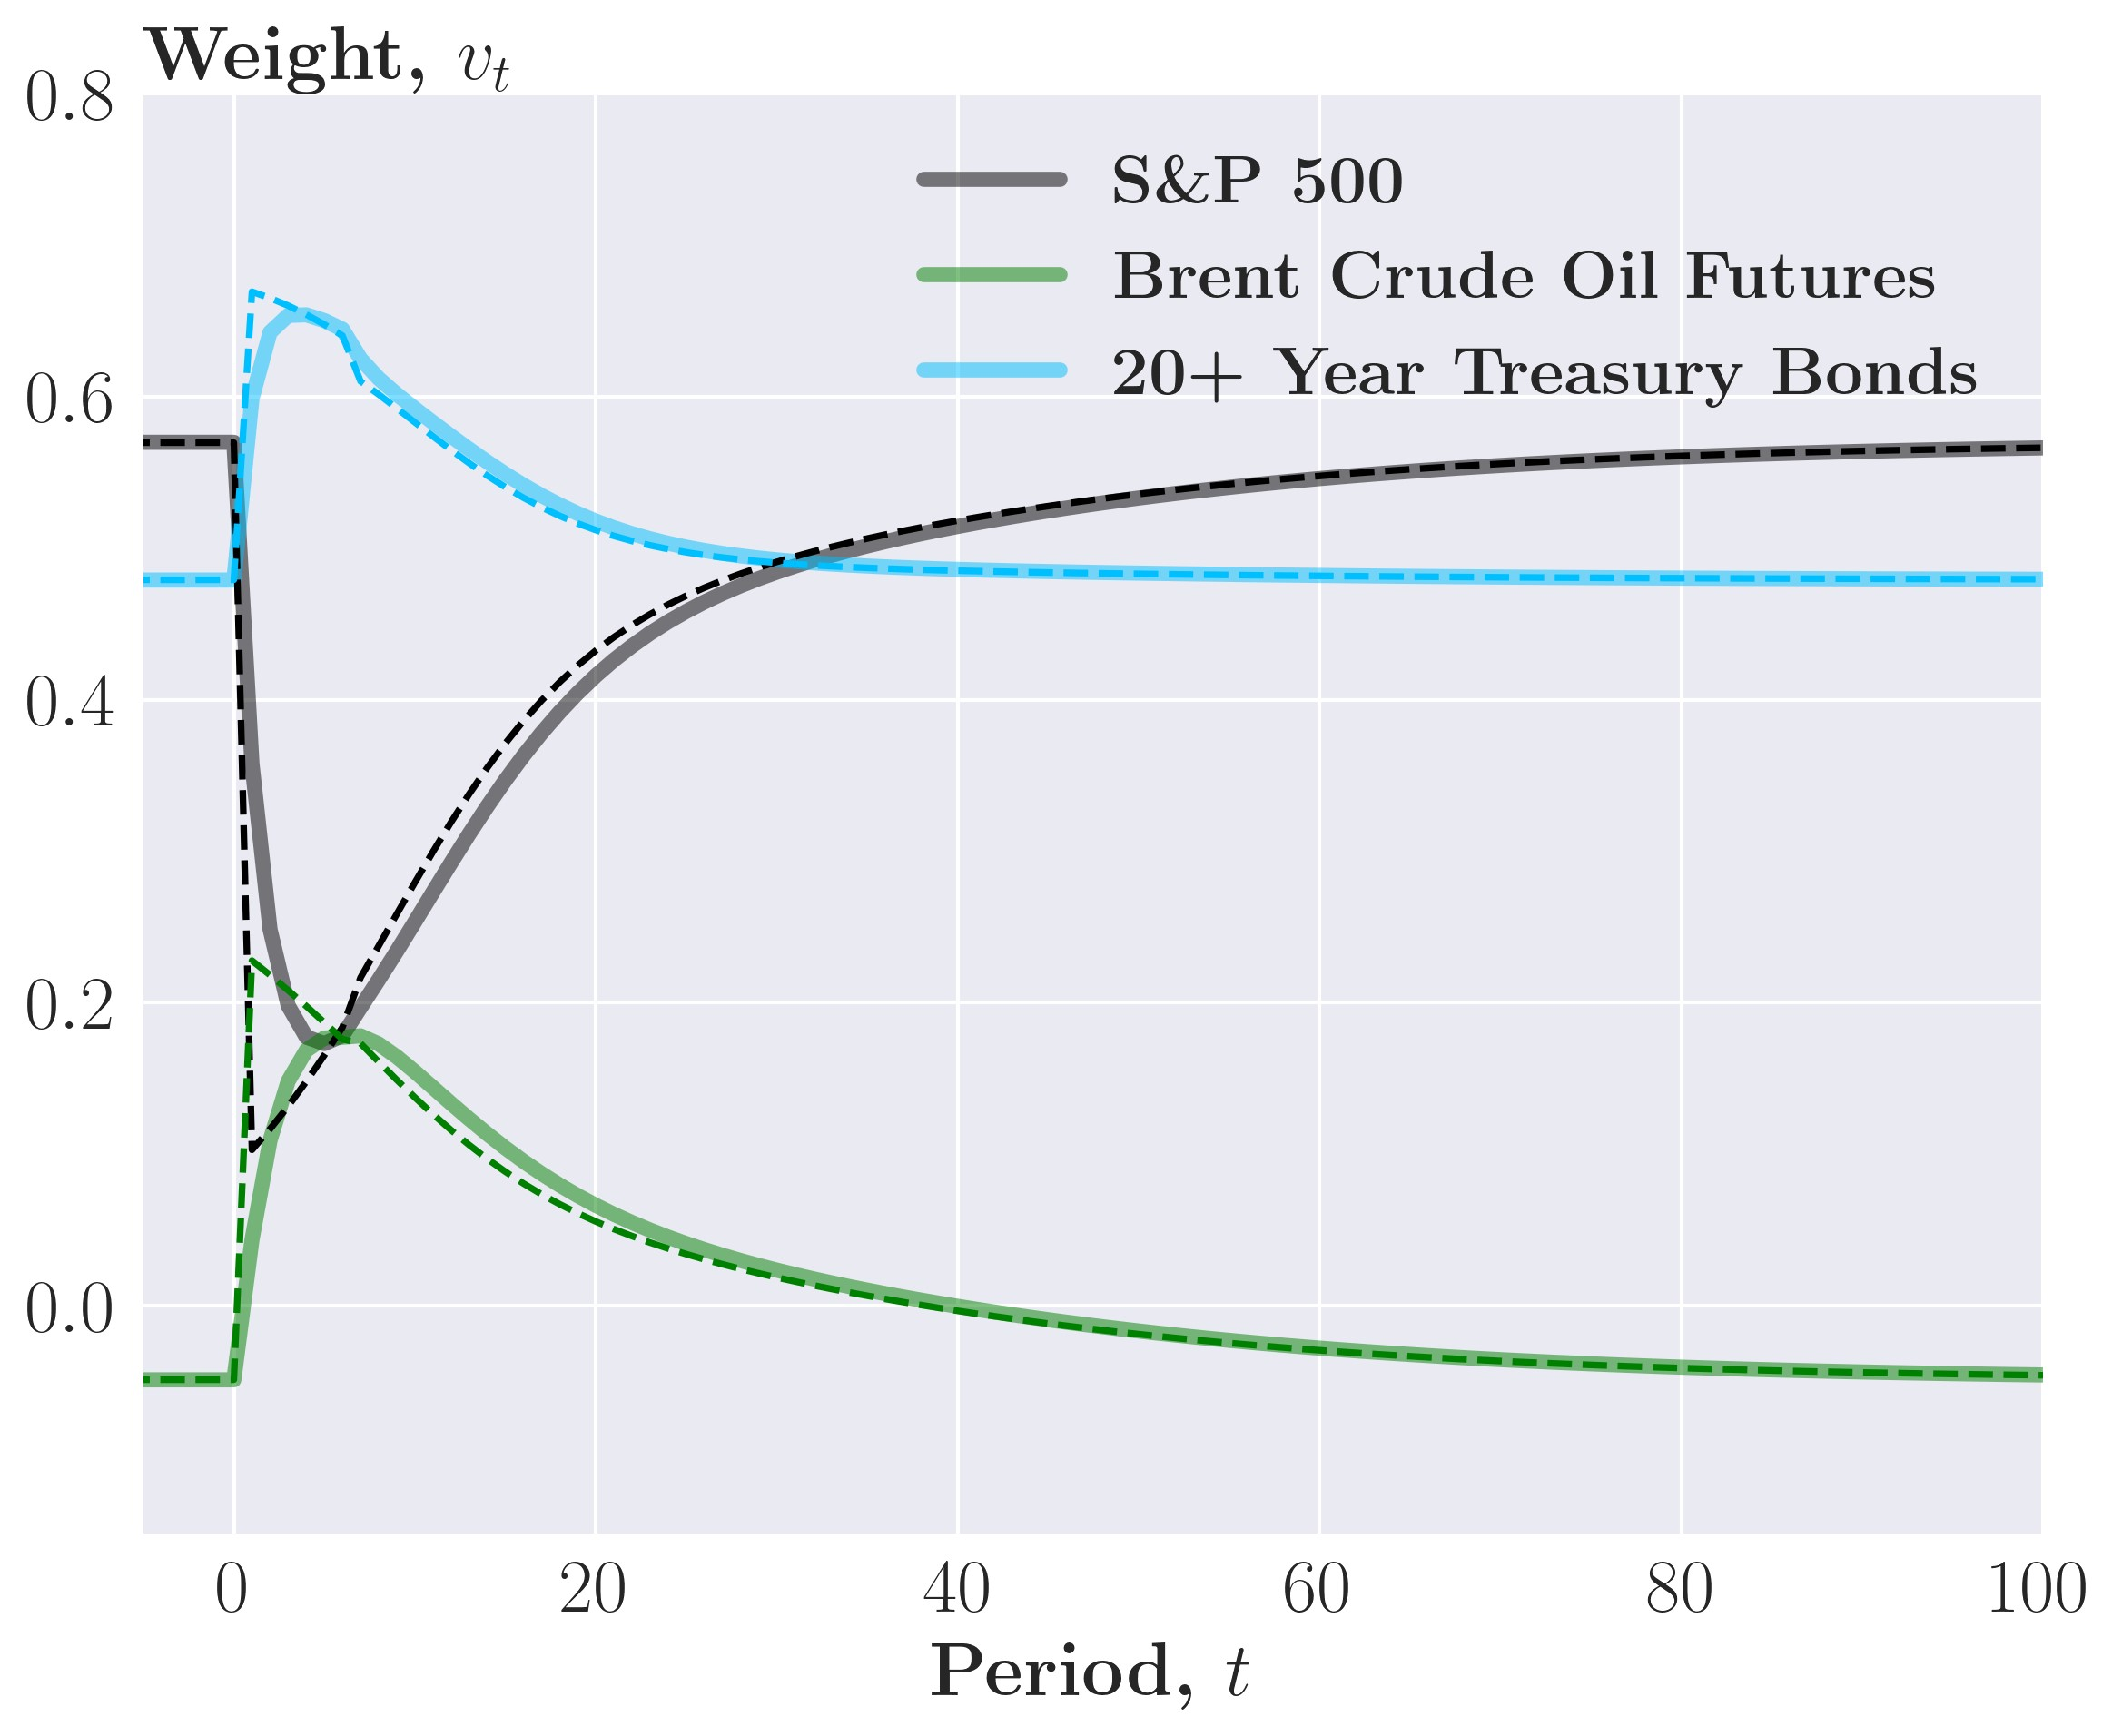 Weight, v_t
0.8
0.6
0.4
0.2
0.0
S&P 500
Brent Crude Oil Futures
20+ Year Treasury Bonds
0 20 40 60 80 100
Period, t